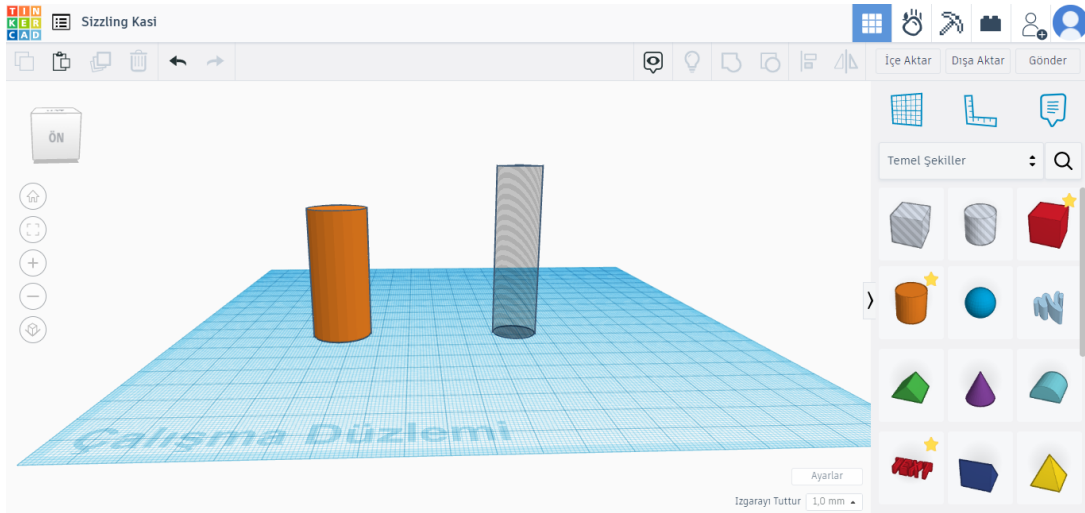 TIN
KER
CAD
Sizzling Kasi
İçe Aktar
Dışa Aktar
Gönder
ÖN
Temel Şekiller
TEXT
Çalışma Düzlemi
Ayarlar
Izgarayı Tuttur
1,0 mm